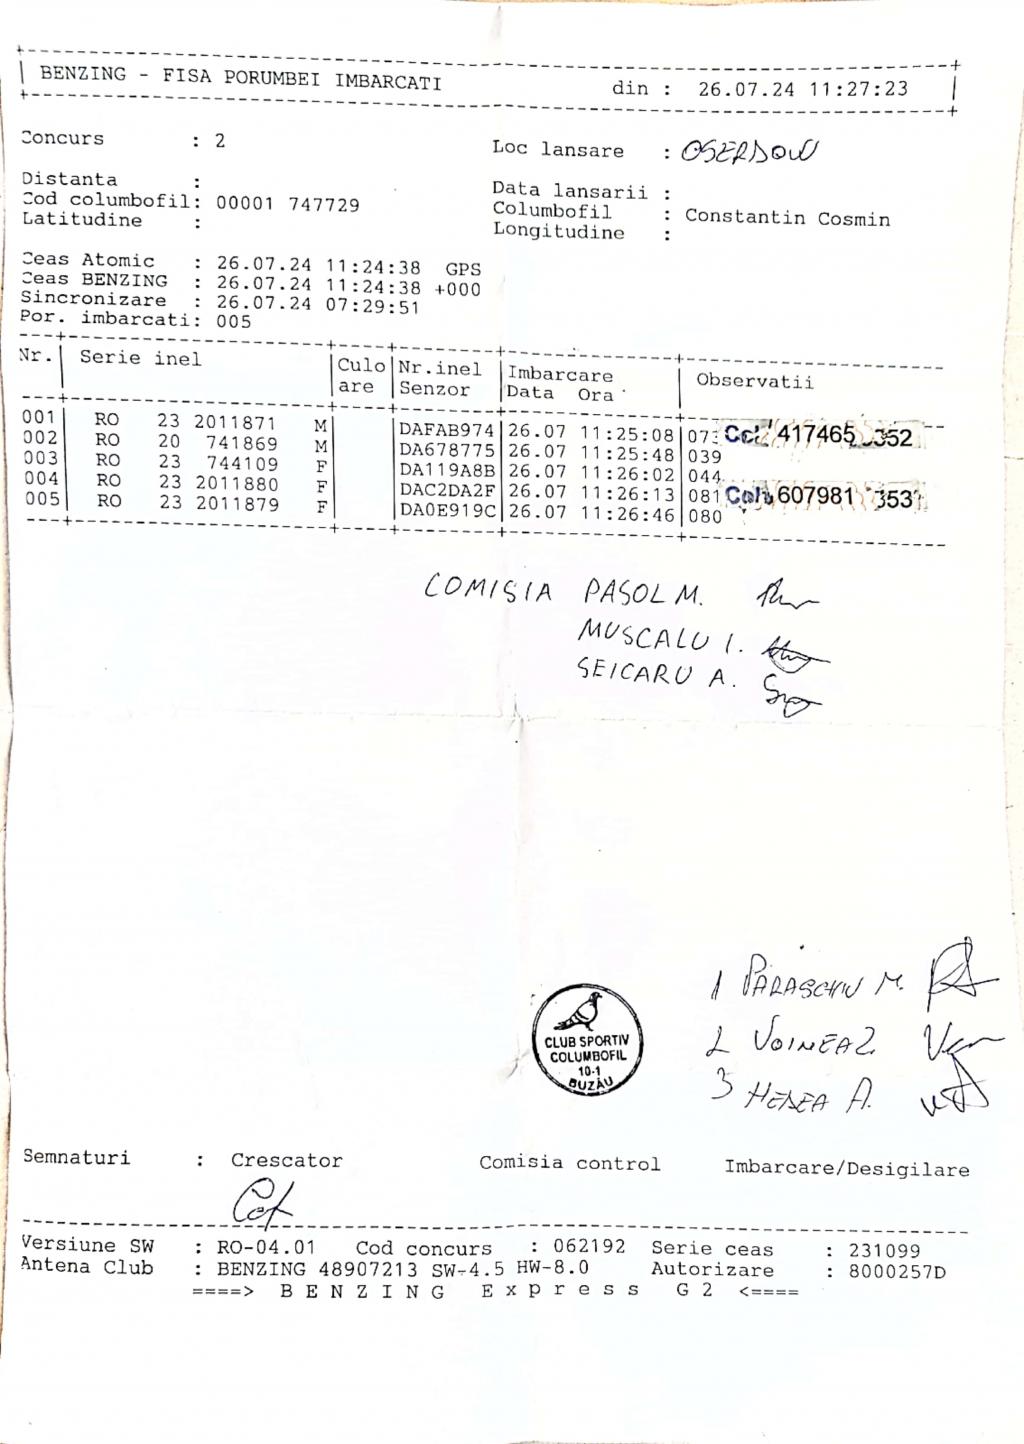 BENZING - FISA PORUMBEI IMBARCATI din : 26.07.24 11:27:23
Concurs : 2 Loc lansare : OSERDOW
Distanta : Data lansarii :
Cod columbofil: 00001 747729 Columbofil : Constantin Cosmin
Latitudine : Longitudine :
Ceas Atomic : 26.07.24 11:24:38 GPS
Ceas BENZING : 26.07.24 11:24:38 +000
Sincronizare : 26.07.24 07:29:51
Por. imbarcati: 005
Nr. Serie inel Culo Nr.inel Imbarcare Observatii
are Senzor Data Ora
001 RO 23 2011871 M DAFAB974 26.07 11:25:08 073 417465 352
002 RO 20 741869 M DA678775 26.07 11:25:48 039
003 RO 23 744109 F DA119A8B 26.07 11:26:02 044
004 RO 23 2011880 F DAC2DA2F 26.07 11:26:13 081 607981 353
005 RO 23 2011879 F DA0E919C 26.07 11:26:46 080
COMISIA PASOL M.
MUSCALU I.
SEICARU A.
1 PARASCHIV M.
2 VOINEA Z.
3 HEDEA A.
CLUB SPORTIV
COLUMBOFIL
10-1
BUZĂU
Semnaturi : Crescator Comisia control Imbarcare/Desigilare
Versiune SW : RO-04.01 Cod concurs : 062192 Serie ceas : 231099
Antena Club : BENZING 48907213 SW-4.5 HW-8.0 Autorizare : 8000257D
====> B E N Z I N G E x p r e s s G 2 <====